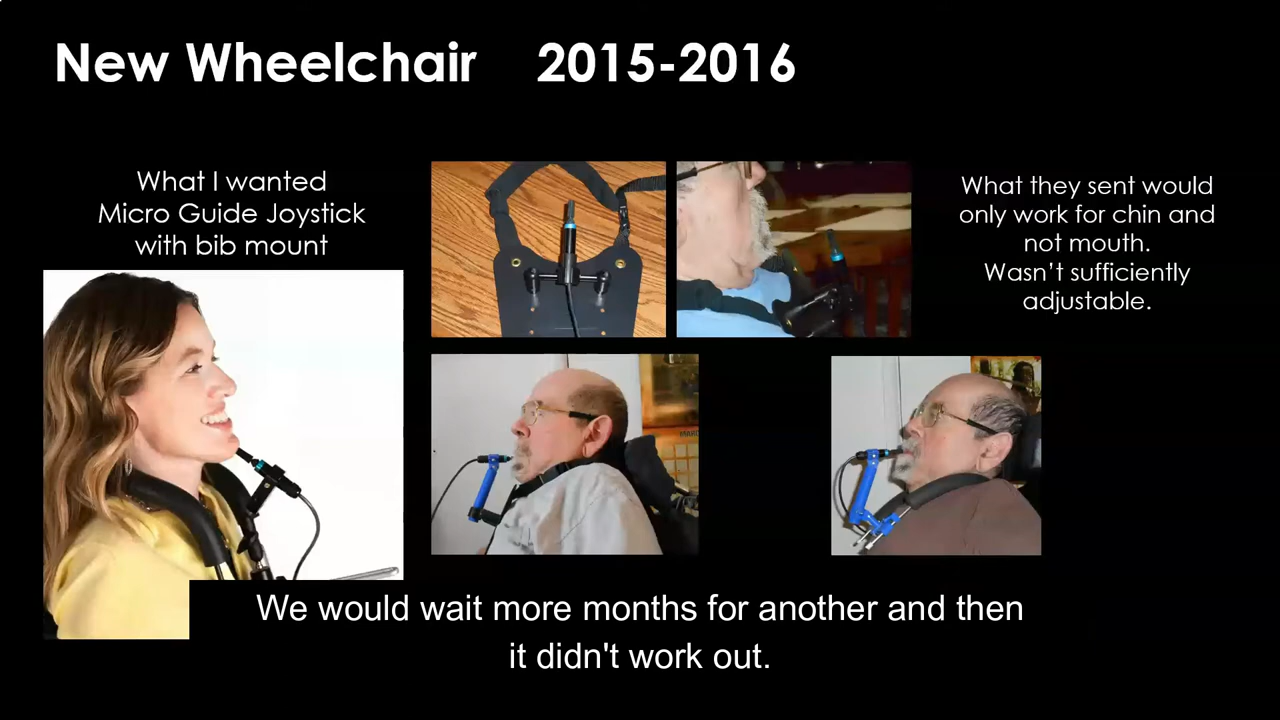 New Wheelchair 2015-2016
What I wanted
Micro Guide Joystick
with bib mount
What they sent would
only work for chin and
not mouth.
Wasn't sufficiently
adjustable.
We would wait more months for another and then
it didn't work out.